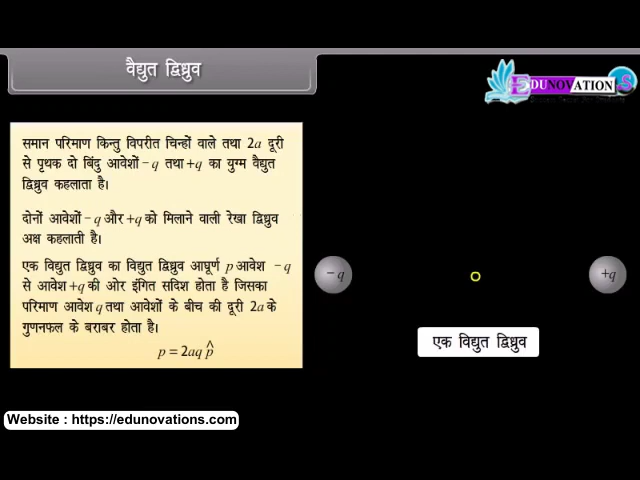 वैद्युत द्विध्रुव
EDUNOVATION S
समान परिमाण किन्तु विपरीत चिन्हों वाले तथा 2a दूरी
से पृथक दो बिंदु आवेशों −q तथा +q का युग्म वैद्युत
द्विध्रुव कहलाता है।
दोनों आवेशों −q और +q को मिलाने वाली रेखा द्विध्रुव
अक्ष कहलाती है।
एक विद्युत द्विध्रुव का विद्युत द्विध्रुव आघूर्ण p आवेश −q
से आवेश +q की ओर इंगित सदिश होता है जिसका
परिमाण आवेश q तथा आवेशों के बीच की दूरी 2a के
गुणनफल के बराबर होता है।
p = 2aq p̂
−q
+q
एक विद्युत द्विध्रुव
Website : https://edunovations.com